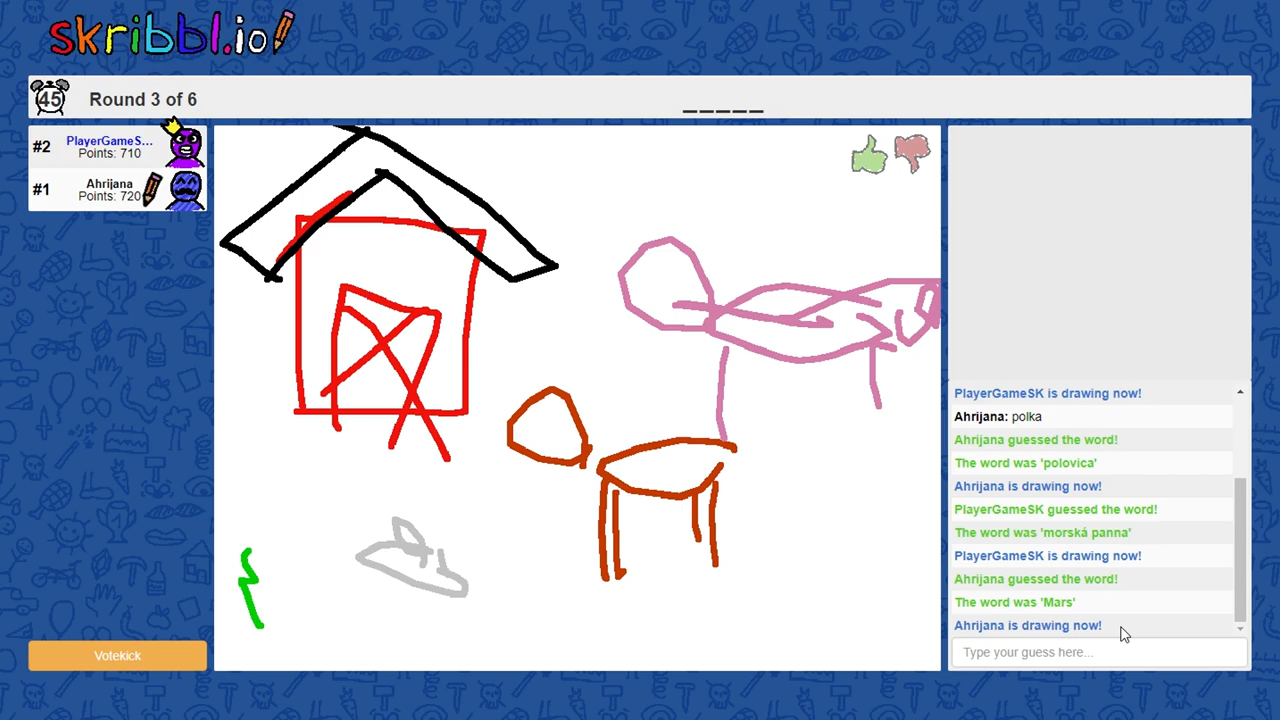 skribbl.io
45
Round 3 of 6
_ _ _ _ _
#2
PlayerGameS...
Points: 710
#1
Ahrijana
Points: 720
PlayerGameSK is drawing now!
Ahrijana: polka
Ahrijana guessed the word!
The word was 'polovica'
Ahrijana is drawing now!
PlayerGameSK guessed the word!
The word was 'morská panna'
PlayerGameSK is drawing now!
Ahrijana guessed the word!
The word was 'Mars'
Ahrijana is drawing now!
Type your guess here...
Votekick